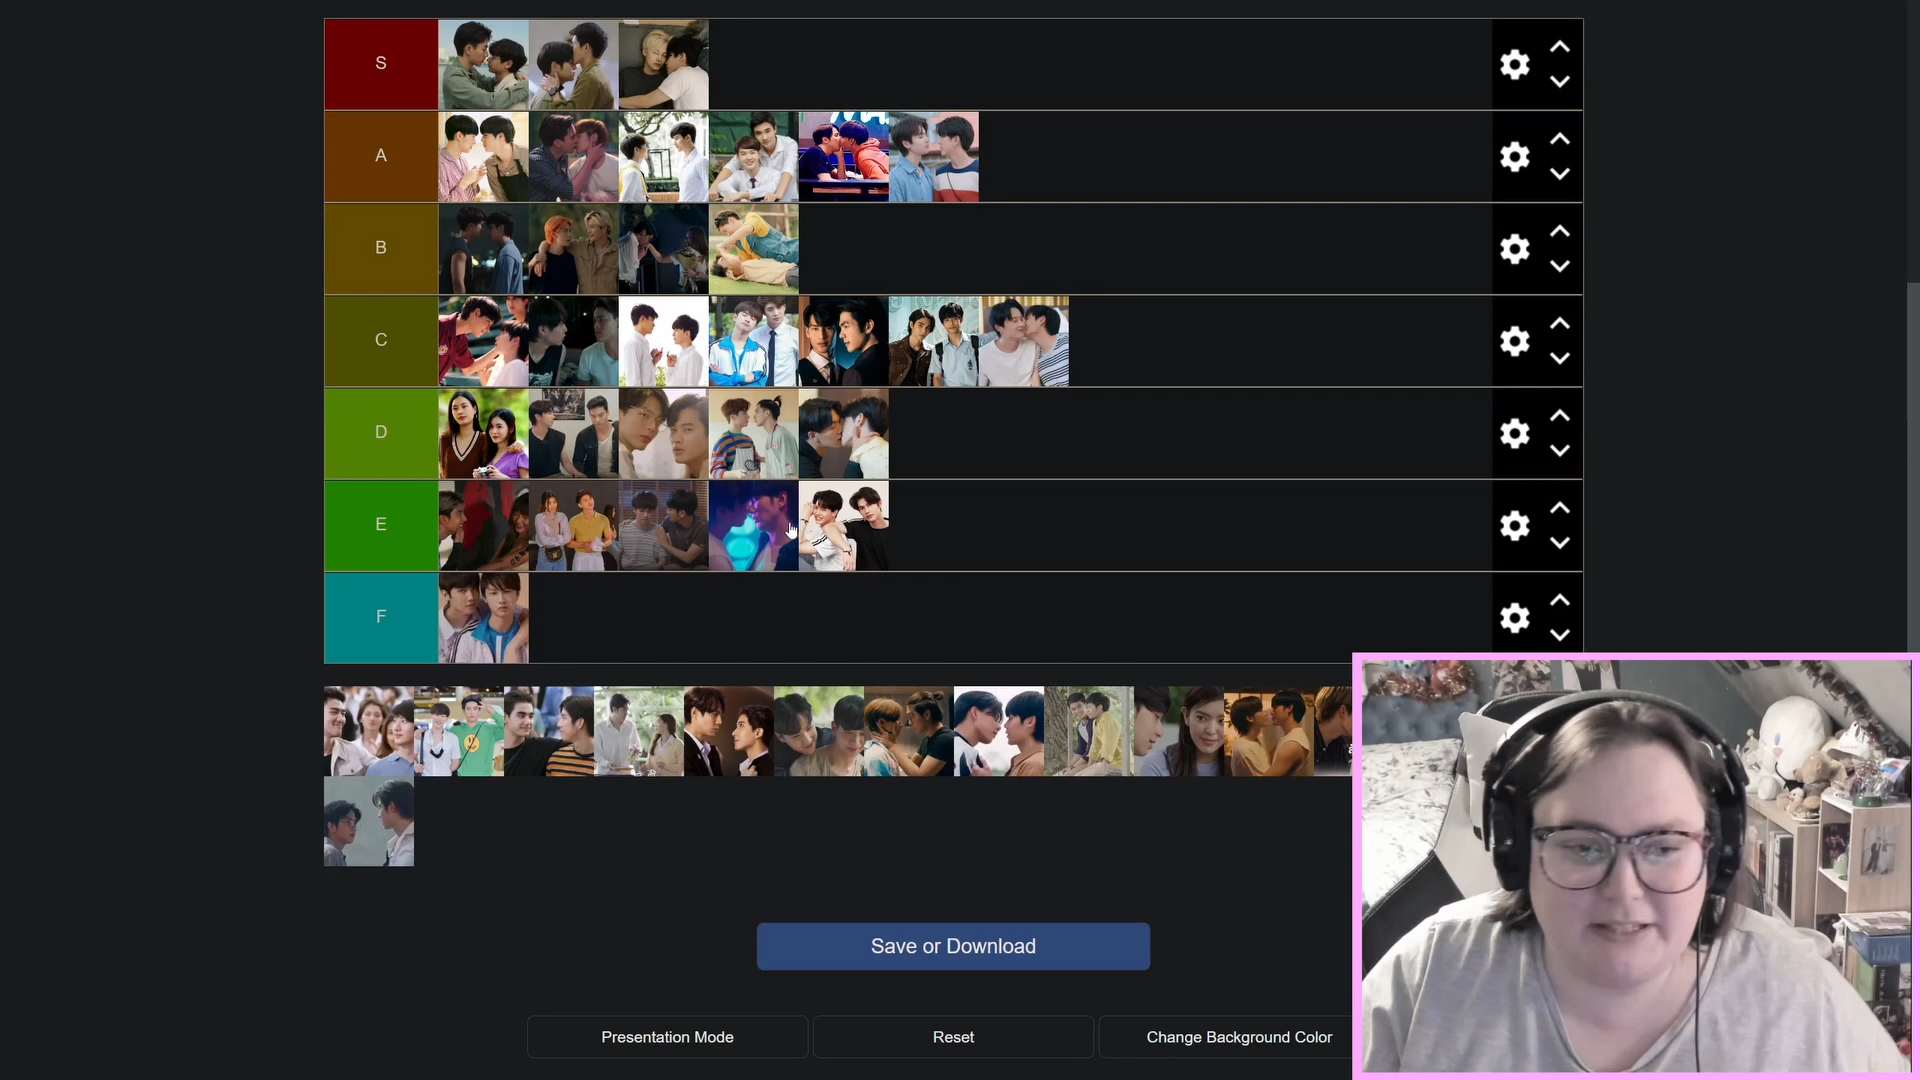 S
A
B
C
D
E
F
Save or Download
Presentation Mode
Reset
Change Background Color